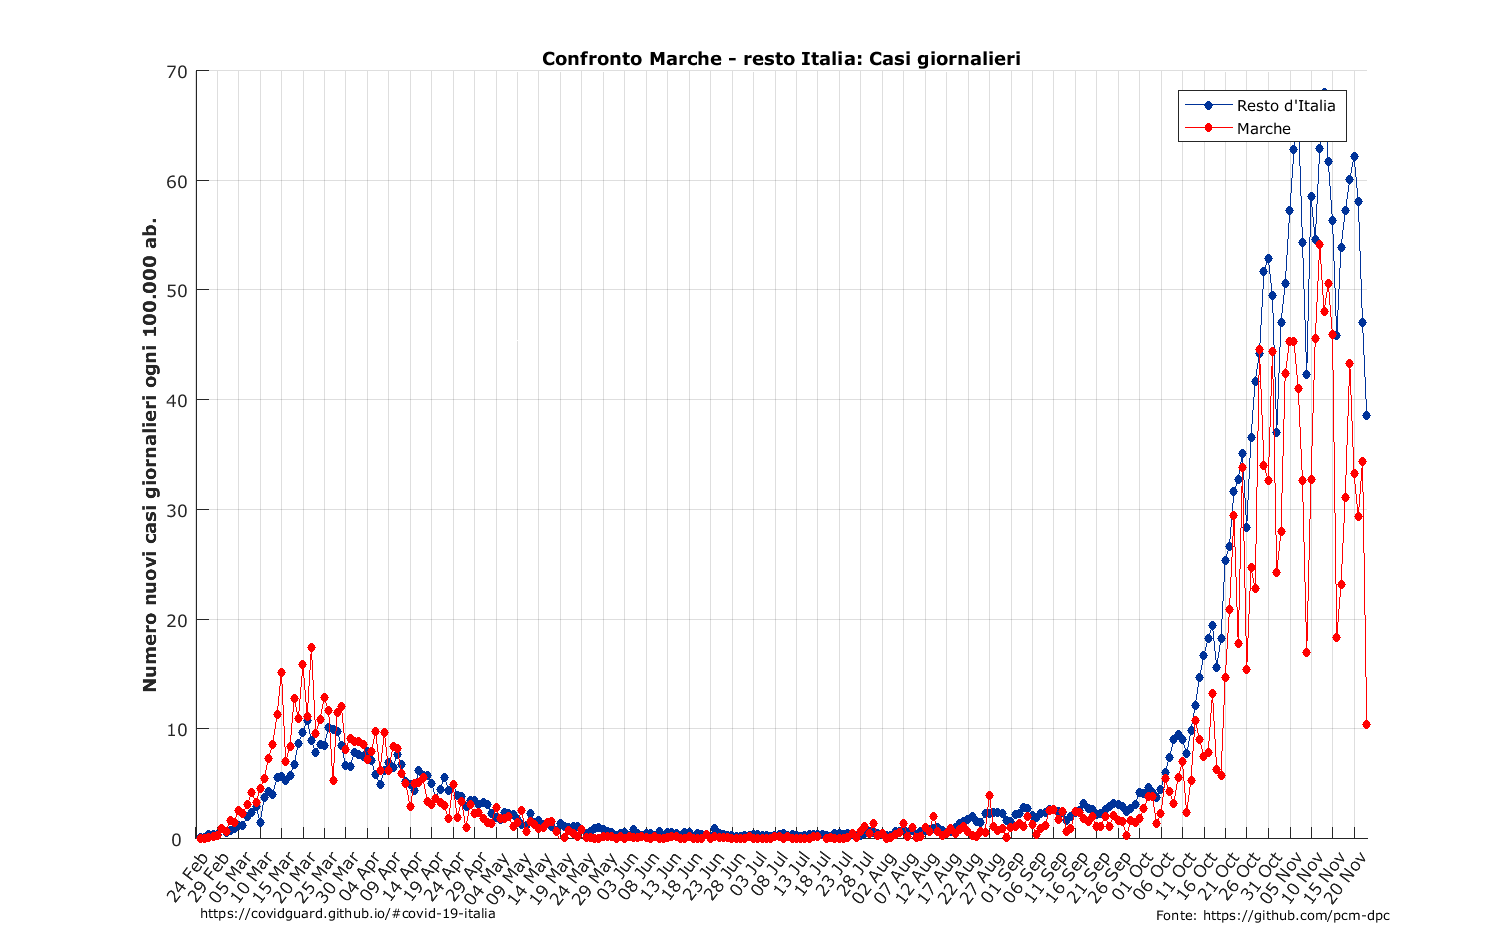 Confronto Marche - resto Italia: Casi giornalieri
Resto d'Italia
Marche
Numero nuovi casi giornalieri ogni 100.000 ab.
70
60
50
40
30
20
10
0
24 Feb
29 Feb
05 Mar
10 Mar
15 Mar
20 Mar
25 Mar
30 Mar
04 Apr
09 Apr
14 Apr
19 Apr
24 Apr
29 Apr
04 May
09 May
14 May
19 May
24 May
29 May
03 Jun
08 Jun
13 Jun
18 Jun
23 Jun
28 Jun
03 Jul
08 Jul
13 Jul
18 Jul
23 Jul
28 Jul
02 Aug
07 Aug
12 Aug
17 Aug
22 Aug
27 Aug
01 Sep
06 Sep
11 Sep
16 Sep
21 Sep
26 Sep
01 Oct
06 Oct
11 Oct
16 Oct
21 Oct
26 Oct
31 Oct
05 Nov
10 Nov
15 Nov
20 Nov
https://covidguard.github.io/#covid-19-italia
Fonte: https://github.com/pcm-dpc